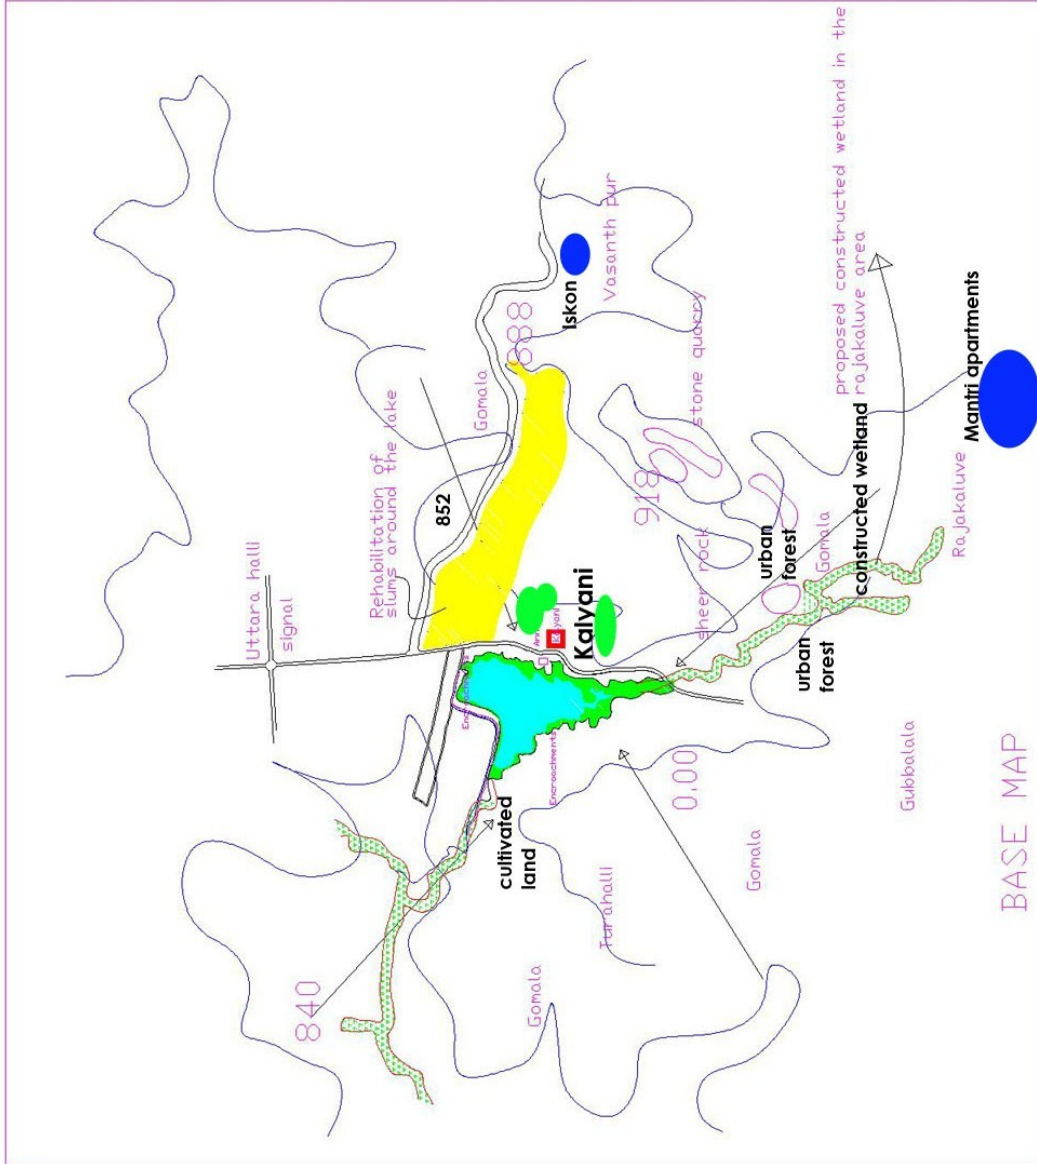 Uttara halli
signal
840
Rehabilitation of
slums around the lake
852
Encroachments
Gomala
cultivated
land
888
Gomala
Encroachments
Iskon
Kalyani
Turahalli
Vasanth pur
918
0.00
stone quarry
sheer rock
Gomala
urban
forest
urban
forest
Gomala
proposed constructed wetland in the
rajakaluve area
constructed wetland
Gubbalala
Rajakaluve
Mantri apartments
BASE MAP